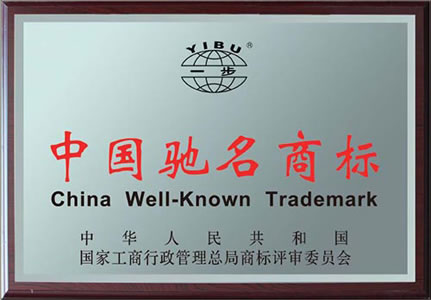 YIBU®
一步
中国驰名商标
China Well-Known Trademark
中华人民共和国
国家工商行政管理总局商标评审委员会